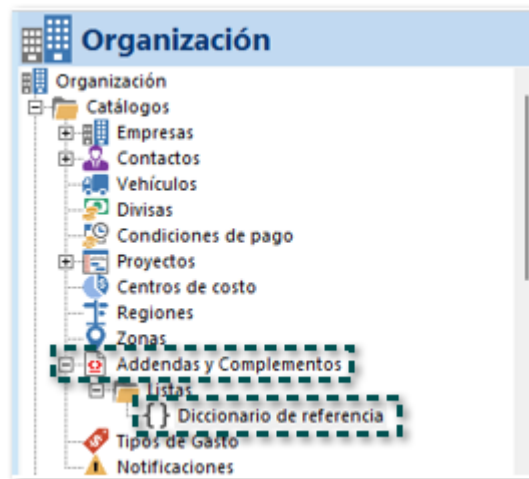 Organización
Organización
Catálogos
Empresas
Contactos
Vehículos
Divisas
Condiciones de pago
Proyectos
Centros de costo
Regiones
Zonas
Addendas y Complementos
Listas
Diccionario de referencia
Tipos de Gasto
Notificaciones